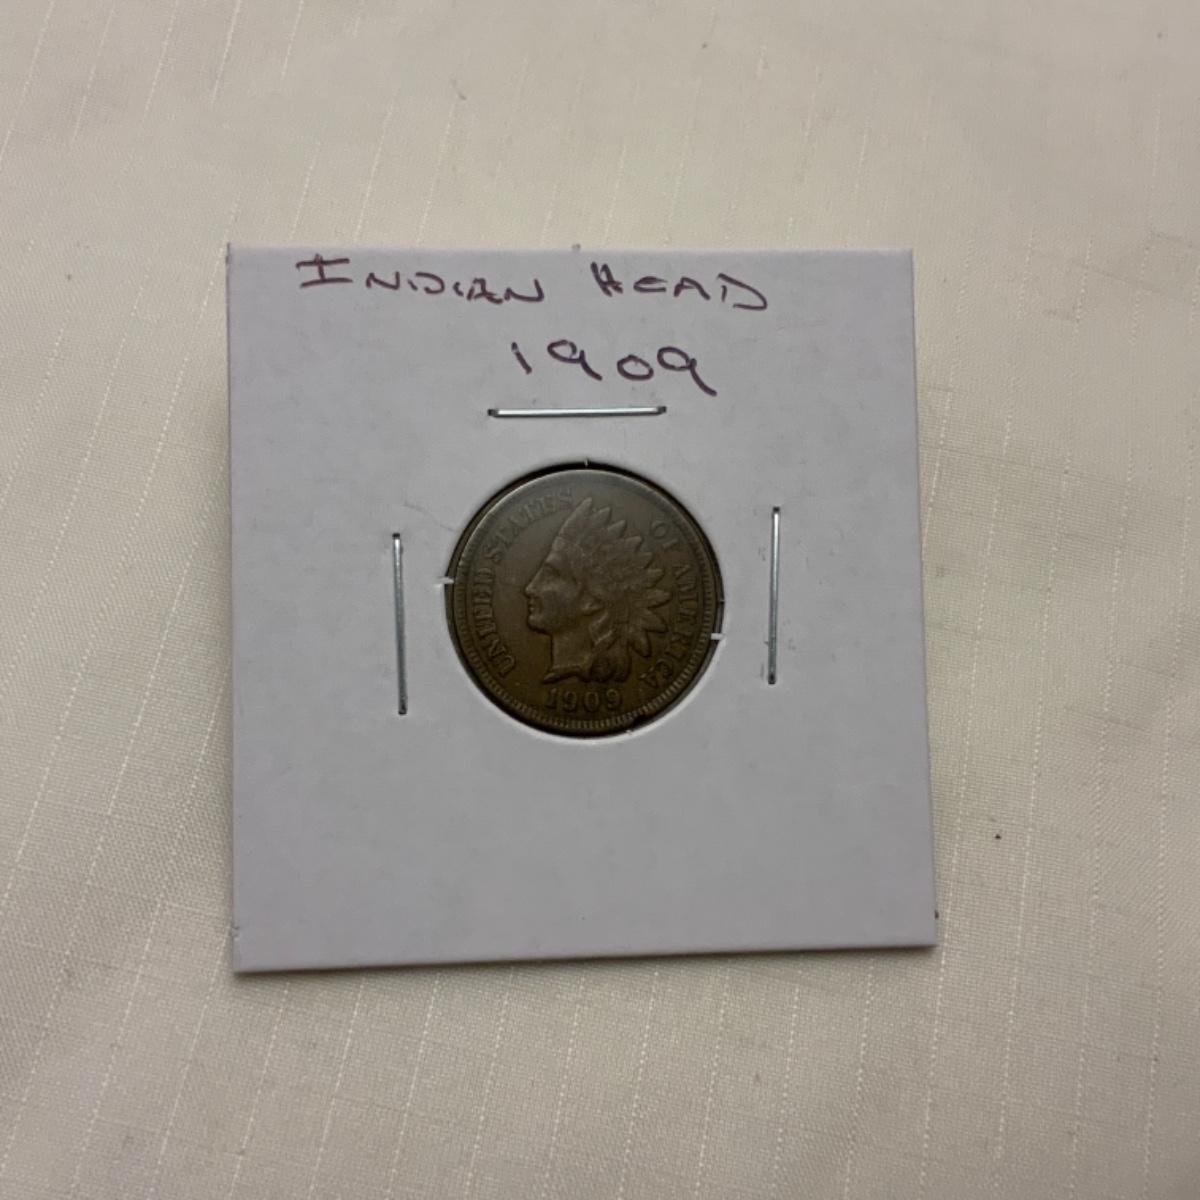 INDIAN HEAD
1909
UNITED STATES OF AMERICA
1909